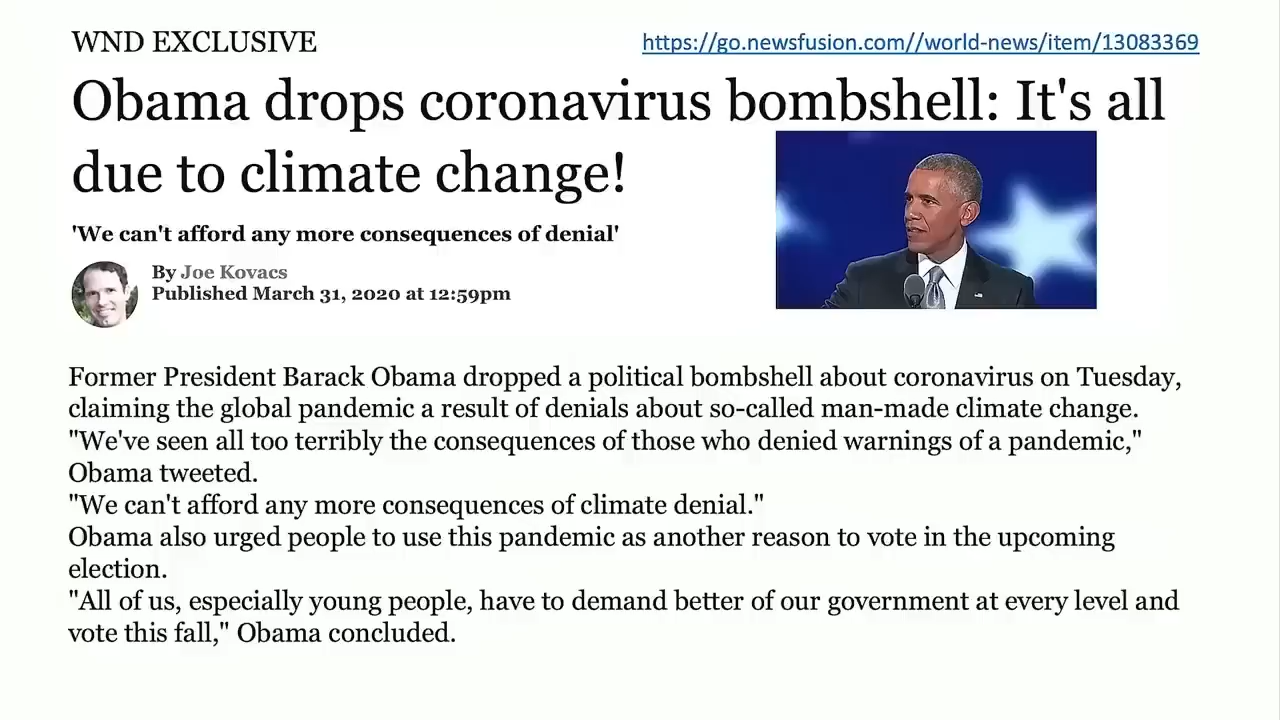 WND EXCLUSIVE
https://go.newsfusion.com//world-news/item/13083369
Obama drops coronavirus bombshell: It's all
due to climate change!
'We can't afford any more consequences of denial'
By Joe Kovacs
Published March 31, 2020 at 12:59pm
Former President Barack Obama dropped a political bombshell about coronavirus on Tuesday,
claiming the global pandemic a result of denials about so-called man-made climate change.
"We've seen all too terribly the consequences of those who denied warnings of a pandemic,"
Obama tweeted.
"We can't afford any more consequences of climate denial."
Obama also urged people to use this pandemic as another reason to vote in the upcoming
election.
"All of us, especially young people, have to demand better of our government at every level and
vote this fall," Obama concluded.